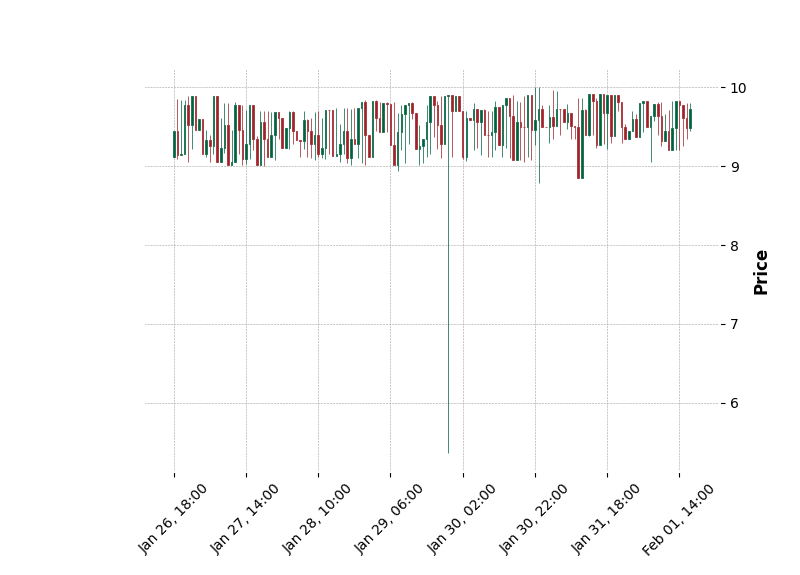 10
9
8
7
6
Price
Jan 26, 18:00
Jan 27, 14:00
Jan 28, 10:00
Jan 29, 06:00
Jan 30, 02:00
Jan 30, 22:00
Jan 31, 18:00
Feb 01, 14:00